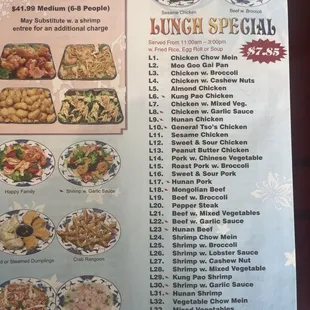 $41.99 Medium (6-8 People)
May Substitute w. a shrimp
entree for an additional charge
Happy Family
Shrimp w. Garlic Sauce
or Steamed Dumplings
Crab Rangoon
Sesame Chicken
Beef w. Broccoli
LUNCH SPECIAL
Served From 11:00am - 3:00pm
w. Fried Rice, Egg Roll or Soup
$7.85
L1. Chicken Chow Mein
L2. Moo Goo Gai Pan
L3. Chicken w. Broccoli
L4. Chicken w. Cashew Nuts
L5. Almond Chicken
L6. Kung Pao Chicken
L7. Chicken w. Mixed Veg.
L8. Chicken w. Garlic Sauce
L9. Hunan Chicken
L10. General Tso's Chicken
L11. Sesame Chicken
L12. Sweet & Sour Chicken
L13. Peanut Butter Chicken
L14. Pork w. Chinese Vegetable
L15. Roast Pork w. Broccoli
L16. Sweet & Sour Pork
L17. Hunan Pork
L18. Mongolian Beef
L19. Beef w. Broccoli
L20. Pepper Steak
L21. Beef w. Mixed Vegetables
L23. Hunan Beef
L24. Shrimp Chow Mein
L25. Shrimp w. Broccoli
L26. Shrimp w. Lobster Sauce
L27. Shrimp w. Cashew Nut
L28. Shrimp w. Mixed Vegetable
L29. Kung Pao Shrimp
L30. Shrimp w. Garlic Sauce
L31. Hunan Shrimp
L32. Vegetable Chow Mein
L33. Mixed Vegetables